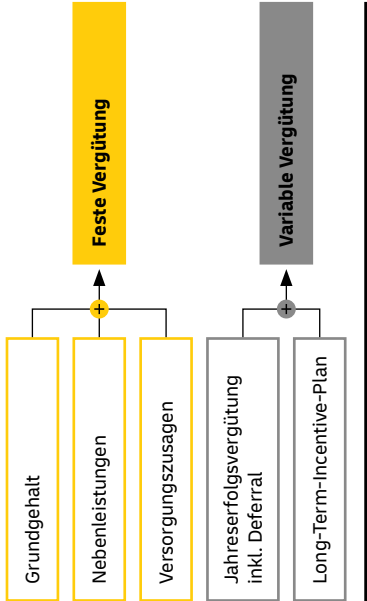 Grundgehalt
Nebenleistungen
Versorgungszusagen
+
Feste Vergütung
Jahreserfolgsvergütung
inkl. Deferral
Long-Term-Incentive-Plan
+
Variable Vergütung